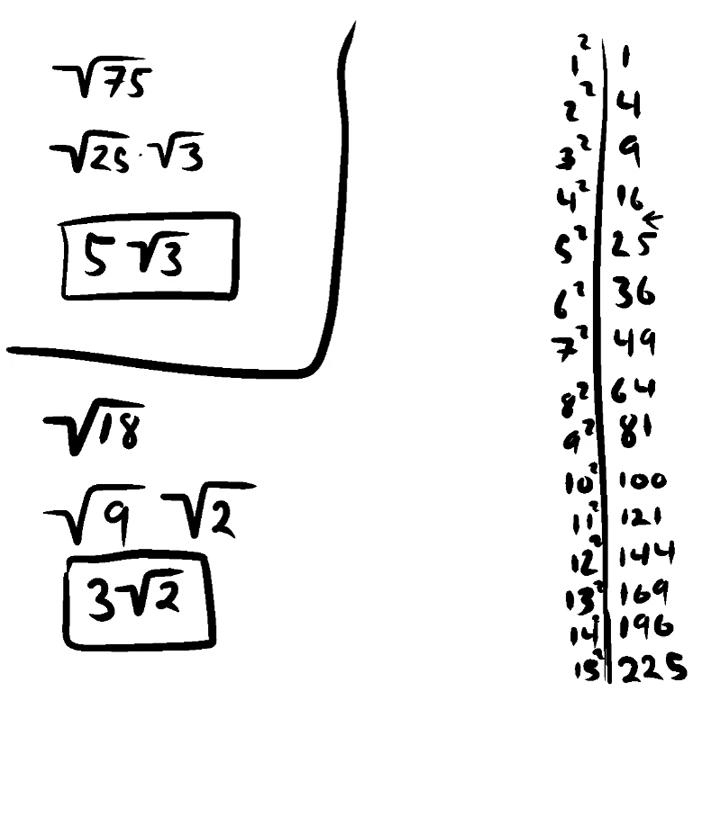 √75
√25 · √3
5√3
√18
√9 √2
3√2
1² | 1
2² | 4
3² | 9
4² | 16
5² | 25 ←
6² | 36
7² | 49
8² | 64
9² | 81
10² | 100
11² | 121
12² | 144
13² | 169
14² | 196
15² | 225